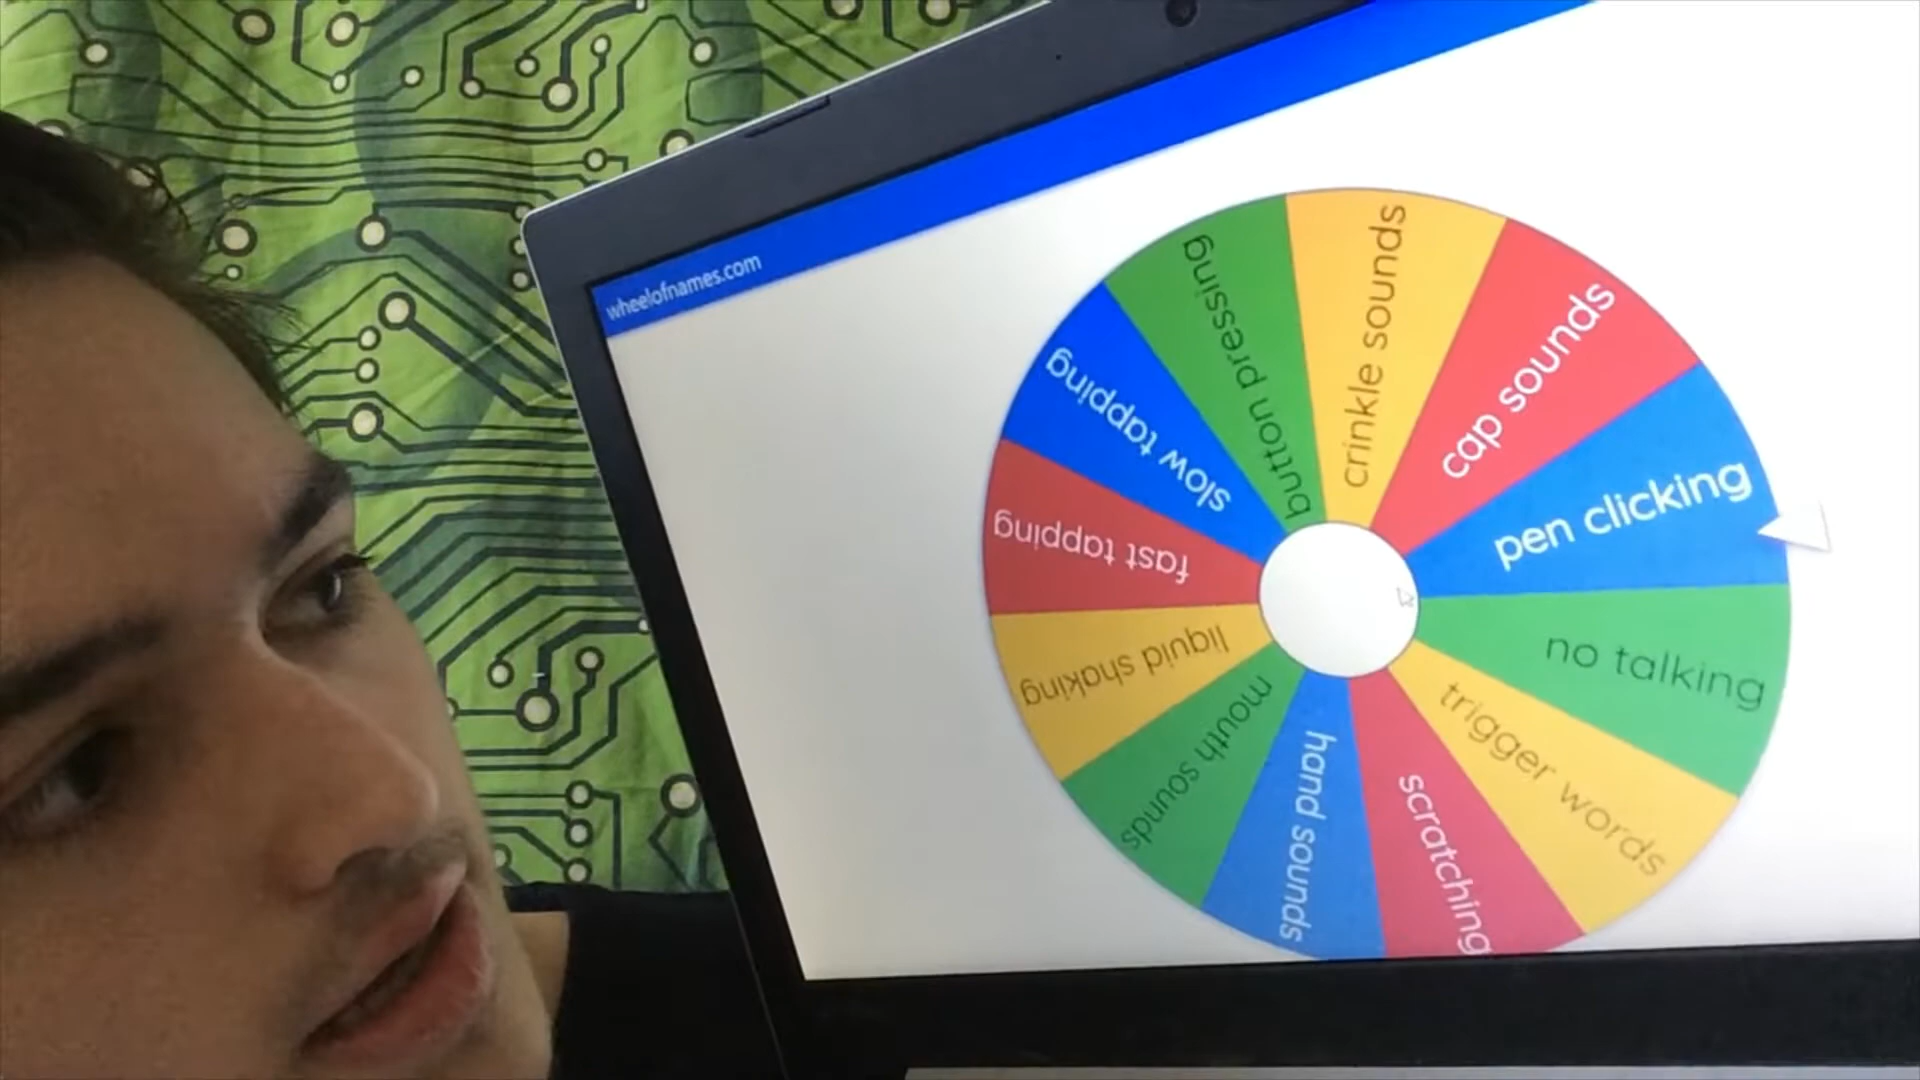 wheelofnames.com
crinkle sounds
cap sounds
pen clicking
no talking
trigger words
scratching
hand sounds
mouth sounds
liquid shaking
fast tapping
slow tapping
button pressing